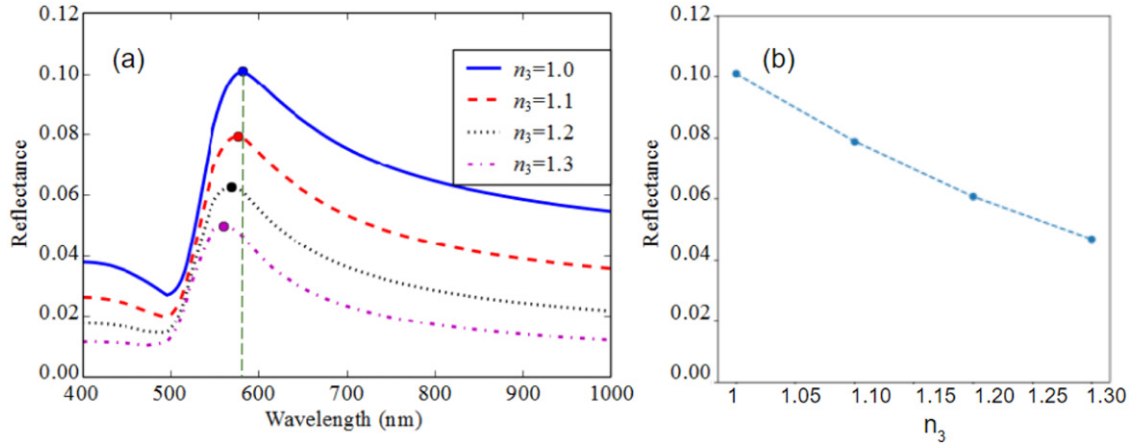 (a)
n3=1.0
n3=1.1
n3=1.2
n3=1.3
Reflectance
0.12
0.10
0.08
0.06
0.04
0.02
0.00
400 500 600 700 800 900 1000
Wavelength (nm)
(b)
Reflectance
0.12
0.10
0.08
0.06
0.04
0.02
0.00
1 1.05 1.10 1.15 1.20 1.25 1.30
n3